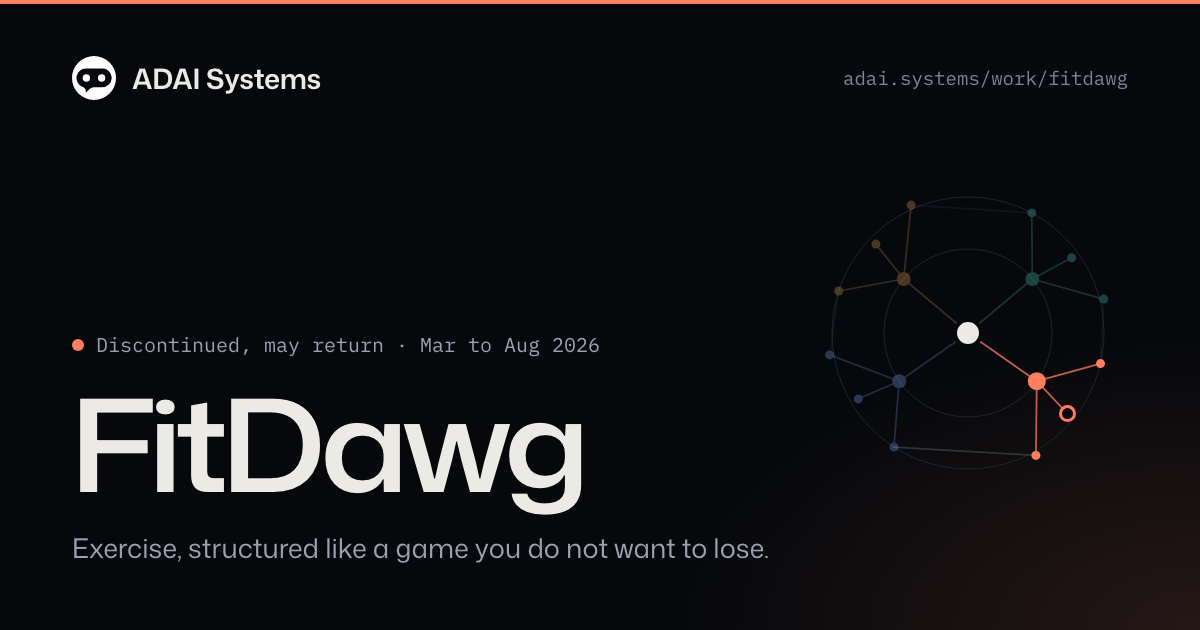 ADAI Systems
adai.systems/work/fitdawg
Discontinued, may return · Mar to Aug 2026
FitDawg
Exercise, structured like a game you do not want to lose.